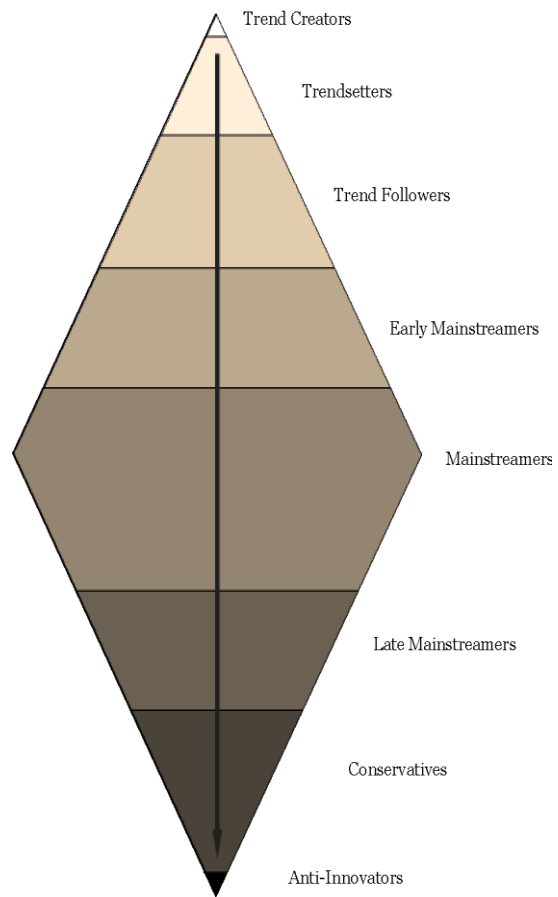 Trend Creators
Trendsetters
Trend Followers
Early Mainstreamers
Mainstreamers
Late Mainstreamers
Conservatives
Anti-Innovators